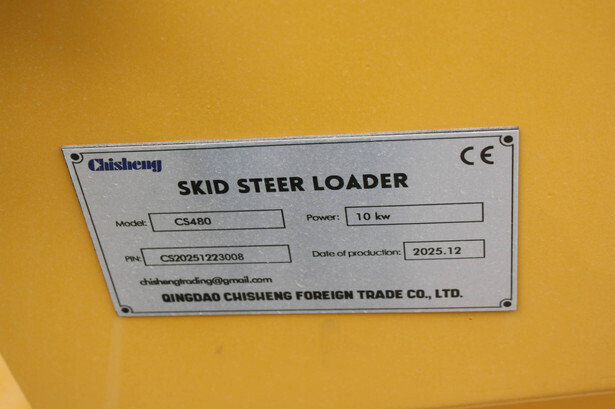 Chisheng
CE
SKID STEER LOADER
Model: CS480 Power: 10 kw
PIN: CS20251223008 Date of production: 2025.12
chishengtrading@gmail.com
QINGDAO CHISHENG FOREIGN TRADE CO., LTD.